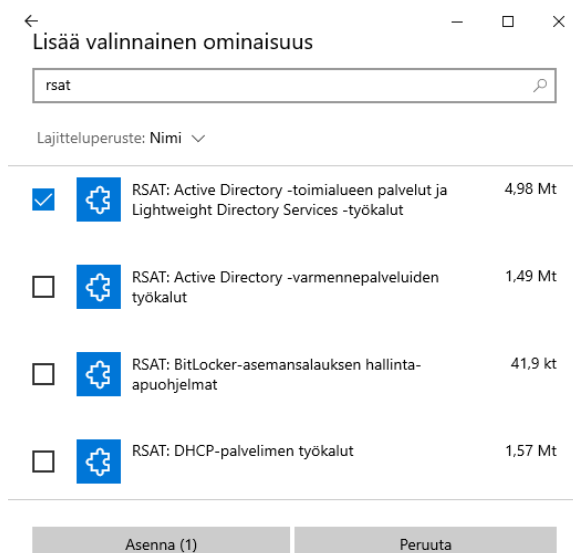 Lisää valinnainen ominaisuus
rsat
Lajitteluperuste: Nimi
RSAT: Active Directory -toimialueen palvelut ja 4,98 Mt
Lightweight Directory Services -työkalut
RSAT: Active Directory -varmennepalveluiden 1,49 Mt
työkalut
RSAT: BitLocker-asemansalauksen hallinta- 41,9 kt
apuohjelmat
RSAT: DHCP-palvelimen työkalut 1,57 Mt
Asenna (1) Peruuta